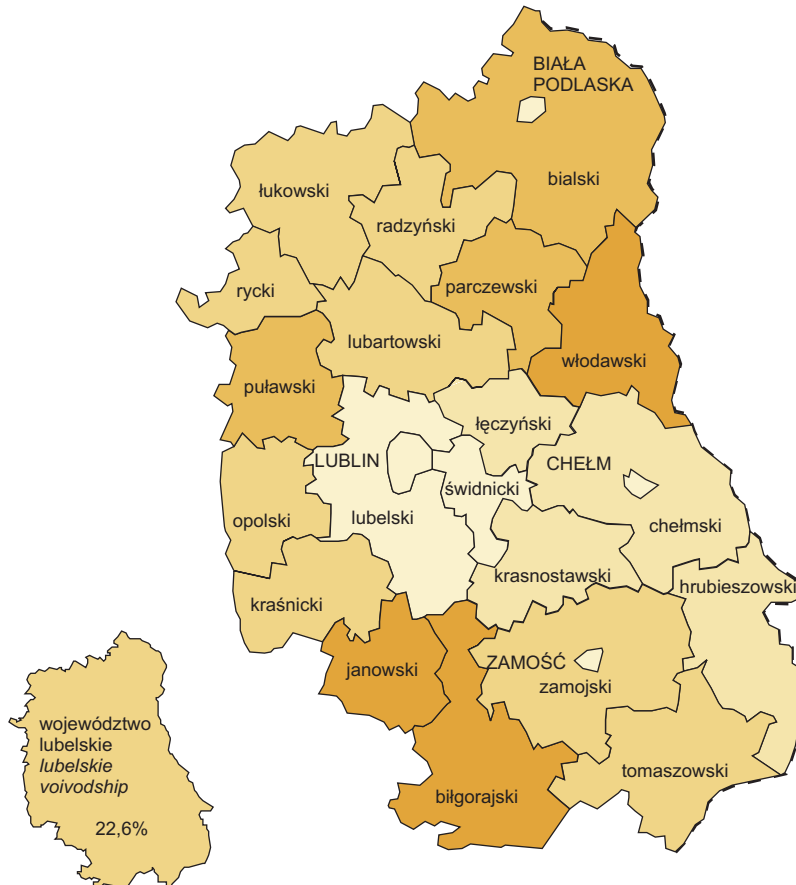 BIAŁA
PODLASKA
bialski
łukowski
radzyński
rycki
parczewski
lubartowski
włodawski
puławski
łęczyński
LUBLIN
CHEŁM
świdnicki
opolski
lubelski
chełmski
krasnostawski
hrubieszowski
kraśnicki
janowski
ZAMOŚĆ
zamojski
województwo
lubelskie
lubelskie
voivodship
22,6%
tomaszowski
biłgorajski